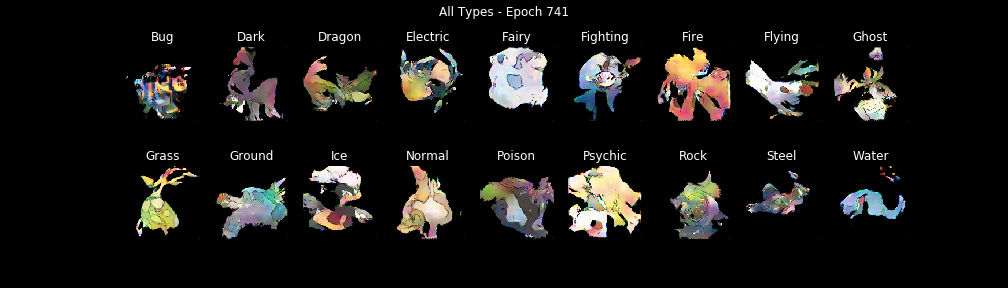 All Types - Epoch 741
Bug Dark Dragon Electric Fairy Fighting Fire Flying Ghost
Grass Ground Ice Normal Poison Psychic Rock Steel Water